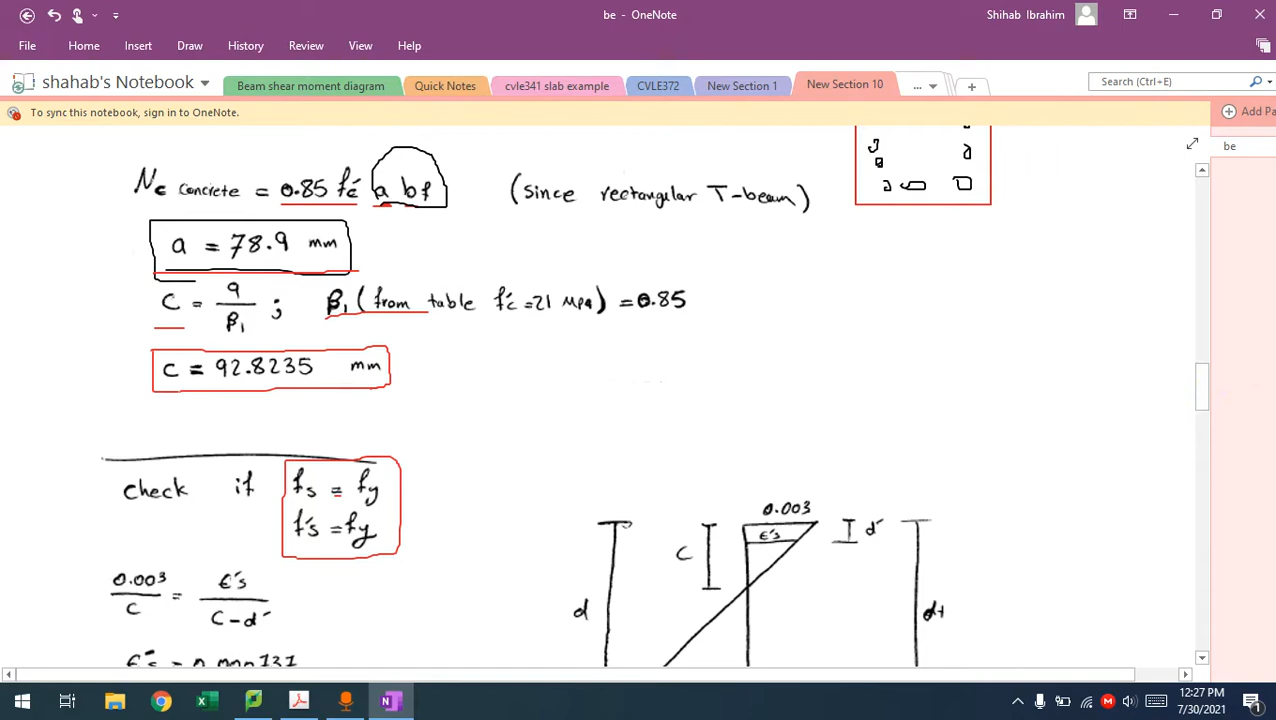 be - OneNote
Shihab Ibrahim
File Home Insert Draw History Review View Help
shahab's Notebook
Beam shear moment diagram
Quick Notes
cvle341 slab example
CVLE372
New Section 1
New Section 10
...
Search (Ctrl+E)
To sync this notebook, sign in to OneNote.
Add Pa
be
Nc concrete = 0.85 f'c a bf (since rectangular T-beam)
a = 78.9 mm
C = a/β1 ; β1 (from table f'c=21 MPa) = 0.85
C = 92.8235 mm
check if fs = fy
f's = fy
0.003/C = ε's/(C-d')
0.003
ε's
d'
C
d
12:27 PM
7/30/2021